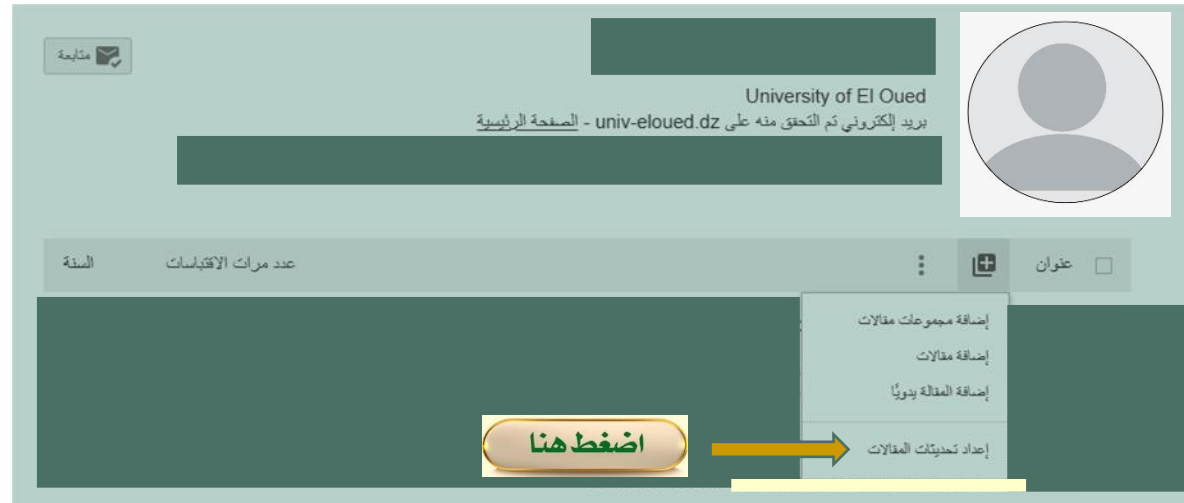 متابعة
University of El Oued
بريد إلكتروني تم التحقق منه على univ-eloued.dz - الصفحة الرئيسية
عنوان عدد مرات الاقتباسات السنة
إضافة مجموعات مقالات
إضافة مقالات
إضافة المقالة يدويًا
اضغط هنا
إعداد تحديثات المقالات